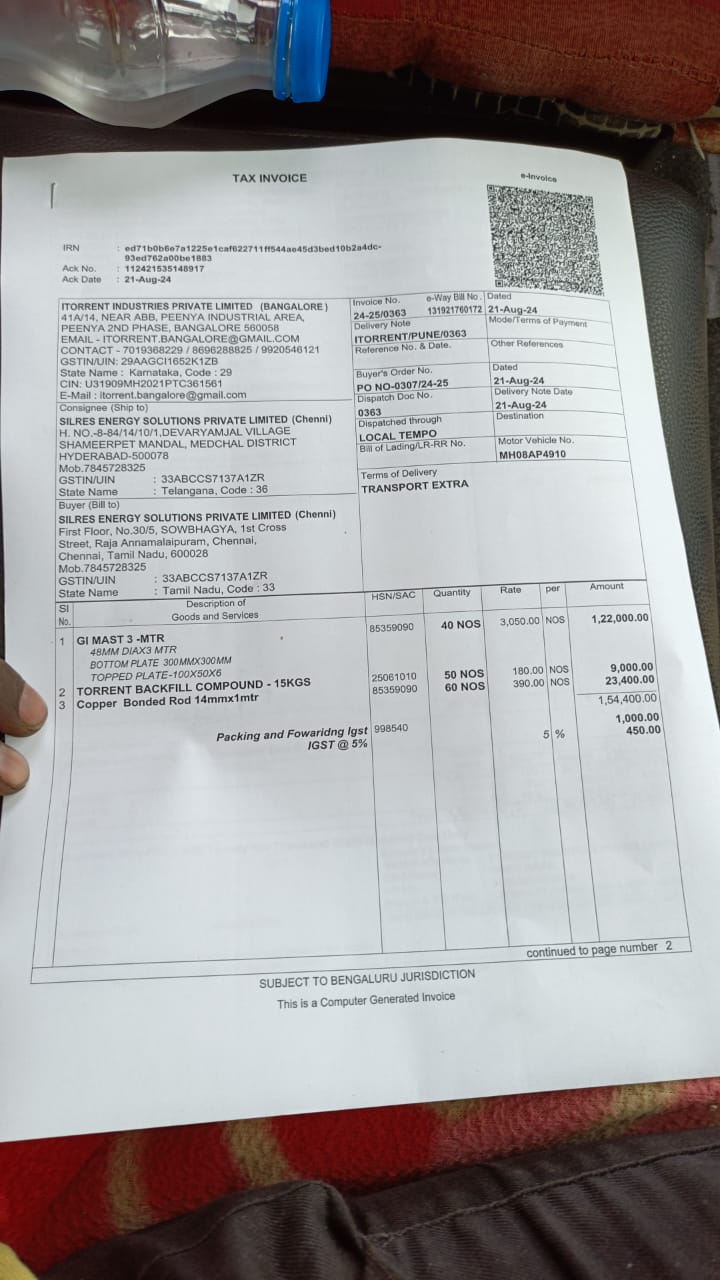 TAX INVOICE
e-Invoice
IRN : ed71b0b6e7a1225e1caf622711ff544ae45d3bed10b2a4dc-
93ed762a00be1883
Ack No. : 112421535148917
Ack Date : 21-Aug-24
ITORRENT INDUSTRIES PRIVATE LIMITED (BANGALORE)
41A/14, NEAR ABB, PEENYA INDUSTRIAL AREA,
PEENYA 2ND PHASE, BANGALORE 560058
EMAIL - ITORRENT.BANGALORE@GMAIL.COM
CONTACT - 7019368229 / 8696288825 / 9920546121
GSTIN/UIN: 29AAGCI1652K1ZB
State Name : Karnataka, Code : 29
CIN: U31909MH2021PTC361561
E-Mail : itorrent.bangalore@gmail.com
Invoice No. e-Way Bill No. Dated
24-25/0363 131921760172 21-Aug-24
Delivery Note Mode/Terms of Payment
ITORRENT/PUNE/0363
Reference No. & Date. Other References
Buyer's Order No. Dated
PO NO-0307/24-25 21-Aug-24
Dispatch Doc No. Delivery Note Date
0363 21-Aug-24
Dispatched through Destination
LOCAL TEMPO
Bill of Lading/LR-RR No. Motor Vehicle No.
MH08AP4910
Terms of Delivery
TRANSPORT EXTRA
Consignee (Ship to)
SILRES ENERGY SOLUTIONS PRIVATE LIMITED (Chenni)
H. NO.-8-84/14/10/1,DEVARYAMJAL VILLAGE
SHAMEERPET MANDAL, MEDCHAL DISTRICT
HYDERABAD-500078
Mob.7845728325
GSTIN/UIN : 33ABCCS7137A1ZR
State Name : Telangana, Code : 36
Buyer (Bill to)
SILRES ENERGY SOLUTIONS PRIVATE LIMITED (Chenni)
First Floor, No.30/5, SOWBHAGYA, 1st Cross
Street, Raja Annamalaipuram, Chennai,
Chennai, Tamil Nadu, 600028
Mob.7845728325
GSTIN/UIN : 33ABCCS7137A1ZR
State Name : Tamil Nadu, Code : 33
Sl No. Description of Goods and Services HSN/SAC Quantity Rate per Amount
1 GI MAST 3 -MTR 85359090 40 NOS 3,050.00 NOS 1,22,000.00
48MM DIAX3 MTR
BOTTOM PLATE 300MMX300MM
TOPPED PLATE-100X50X6
2 TORRENT BACKFILL COMPOUND - 15KGS 25061010 50 NOS 180.00 NOS 9,000.00
3 Copper Bonded Rod 14mmx1mtr 85359090 60 NOS 390.00 NOS 23,400.00
1,54,400.00
Packing and Fowaridng Igst 998540 1,000.00
IGST @ 5% 5 % 450.00
continued to page number 2
SUBJECT TO BENGALURU JURISDICTION
This is a Computer Generated Invoice